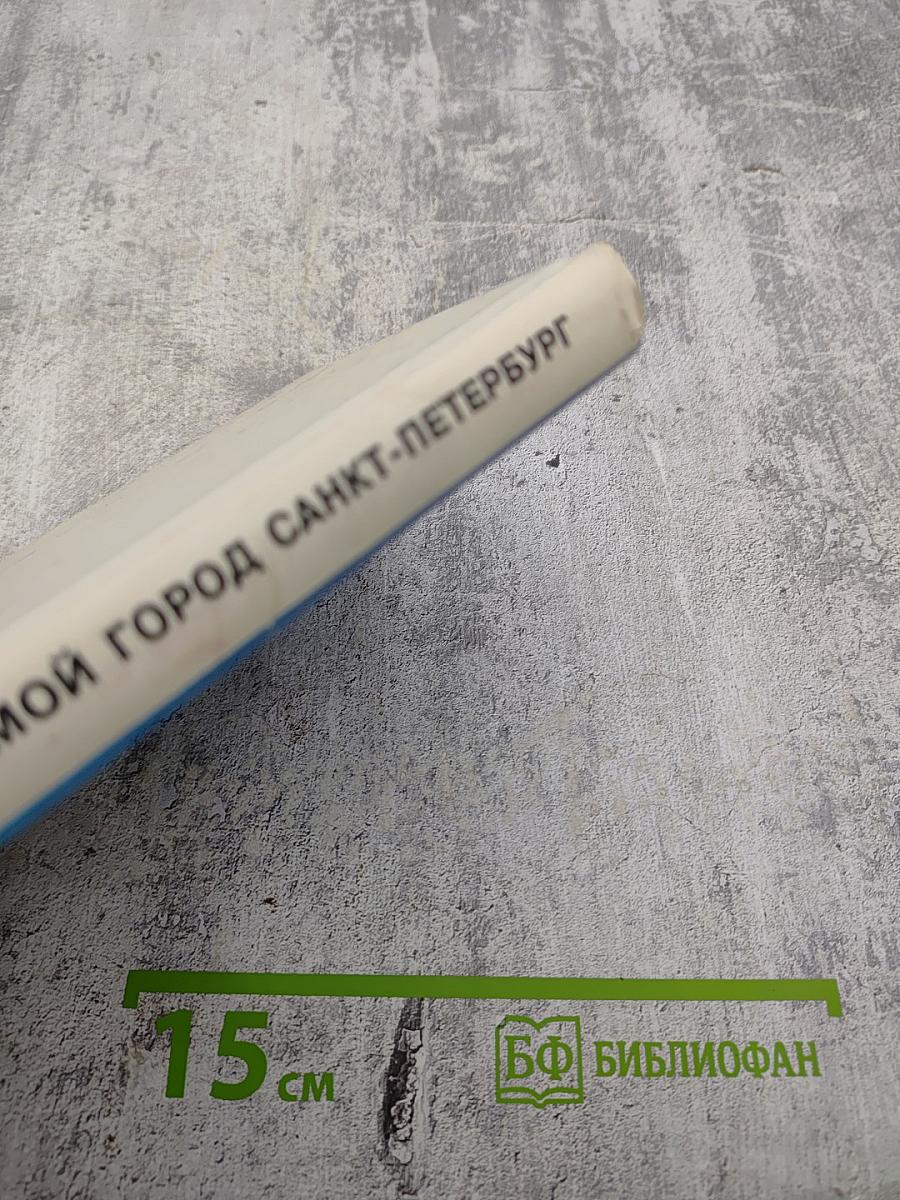 МОЙ ГОРОД САНКТ-ПЕТЕРБУРГ
15 см
БФ БИБЛИОФАН